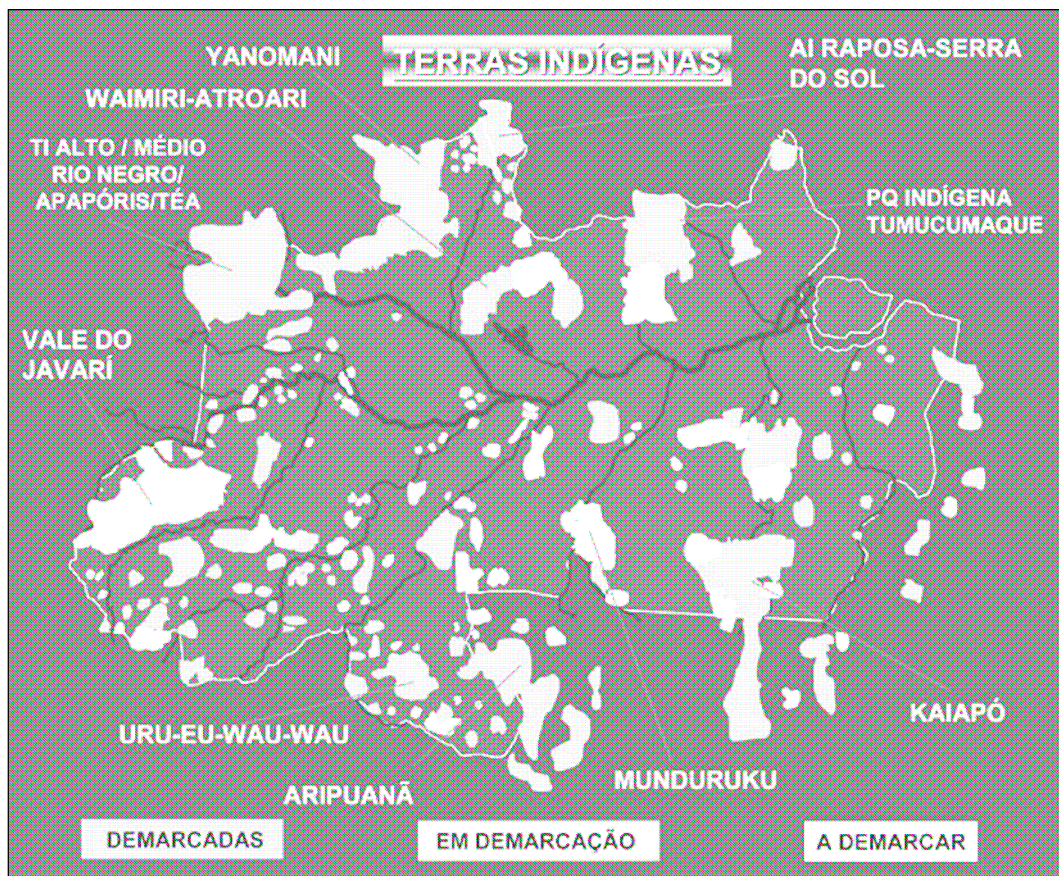 TERRAS INDÍGENAS
YANOMANI
WAIMIRI-ATROARI
TI ALTO / MÉDIO
RIO NEGRO/
APAPÓRIS/TÉA
AI RAPOSA-SERRA
DO SOL
PQ INDÍGENA
TUMUCUMAQUE
VALE DO
JAVARÍ
URU-EU-WAU-WAU
ARIPUANÃ
MUNDURUKU
KAIAPÓ
DEMARCADAS
EM DEMARCAÇÃO
A DEMARCAR